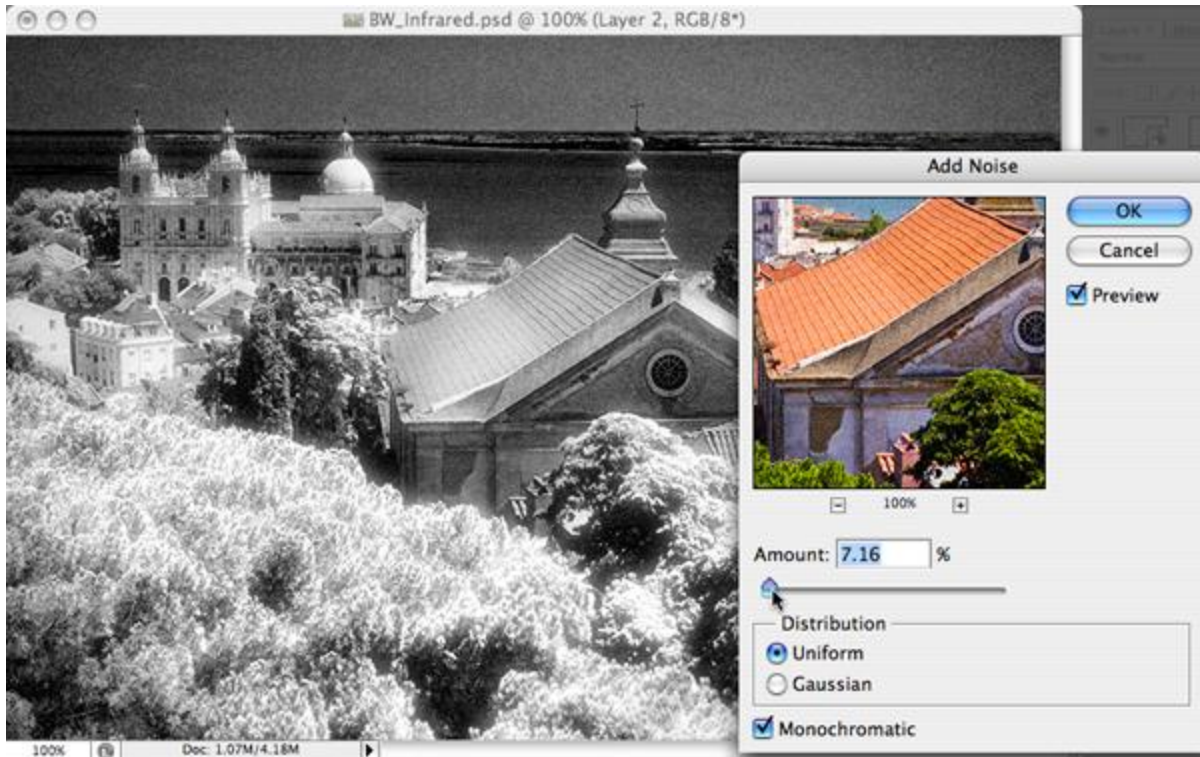 BW_Infrared.psd @ 100% (Layer 2, RGB/8*)
Add Noise
OK
Cancel
Preview
100%
Amount: 7.16 %
Distribution
Uniform
Gaussian
Monochromatic
100% Doc: 1.07M/4.18M